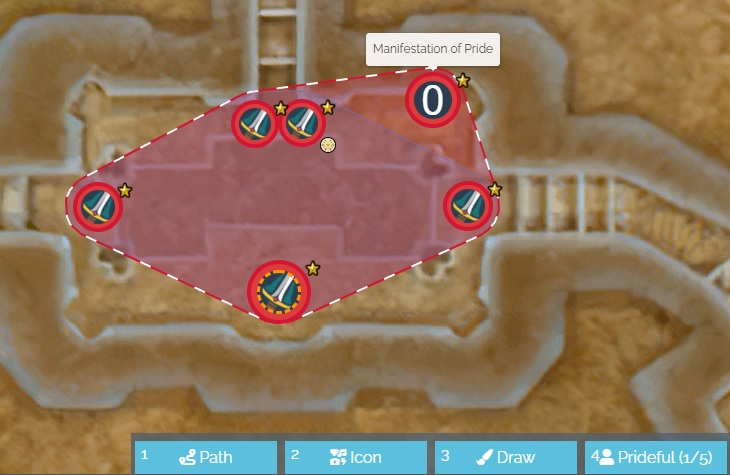 Manifestation of Pride
0
1 Path
2 Icon
3 Draw
4 Prideful (1/5)